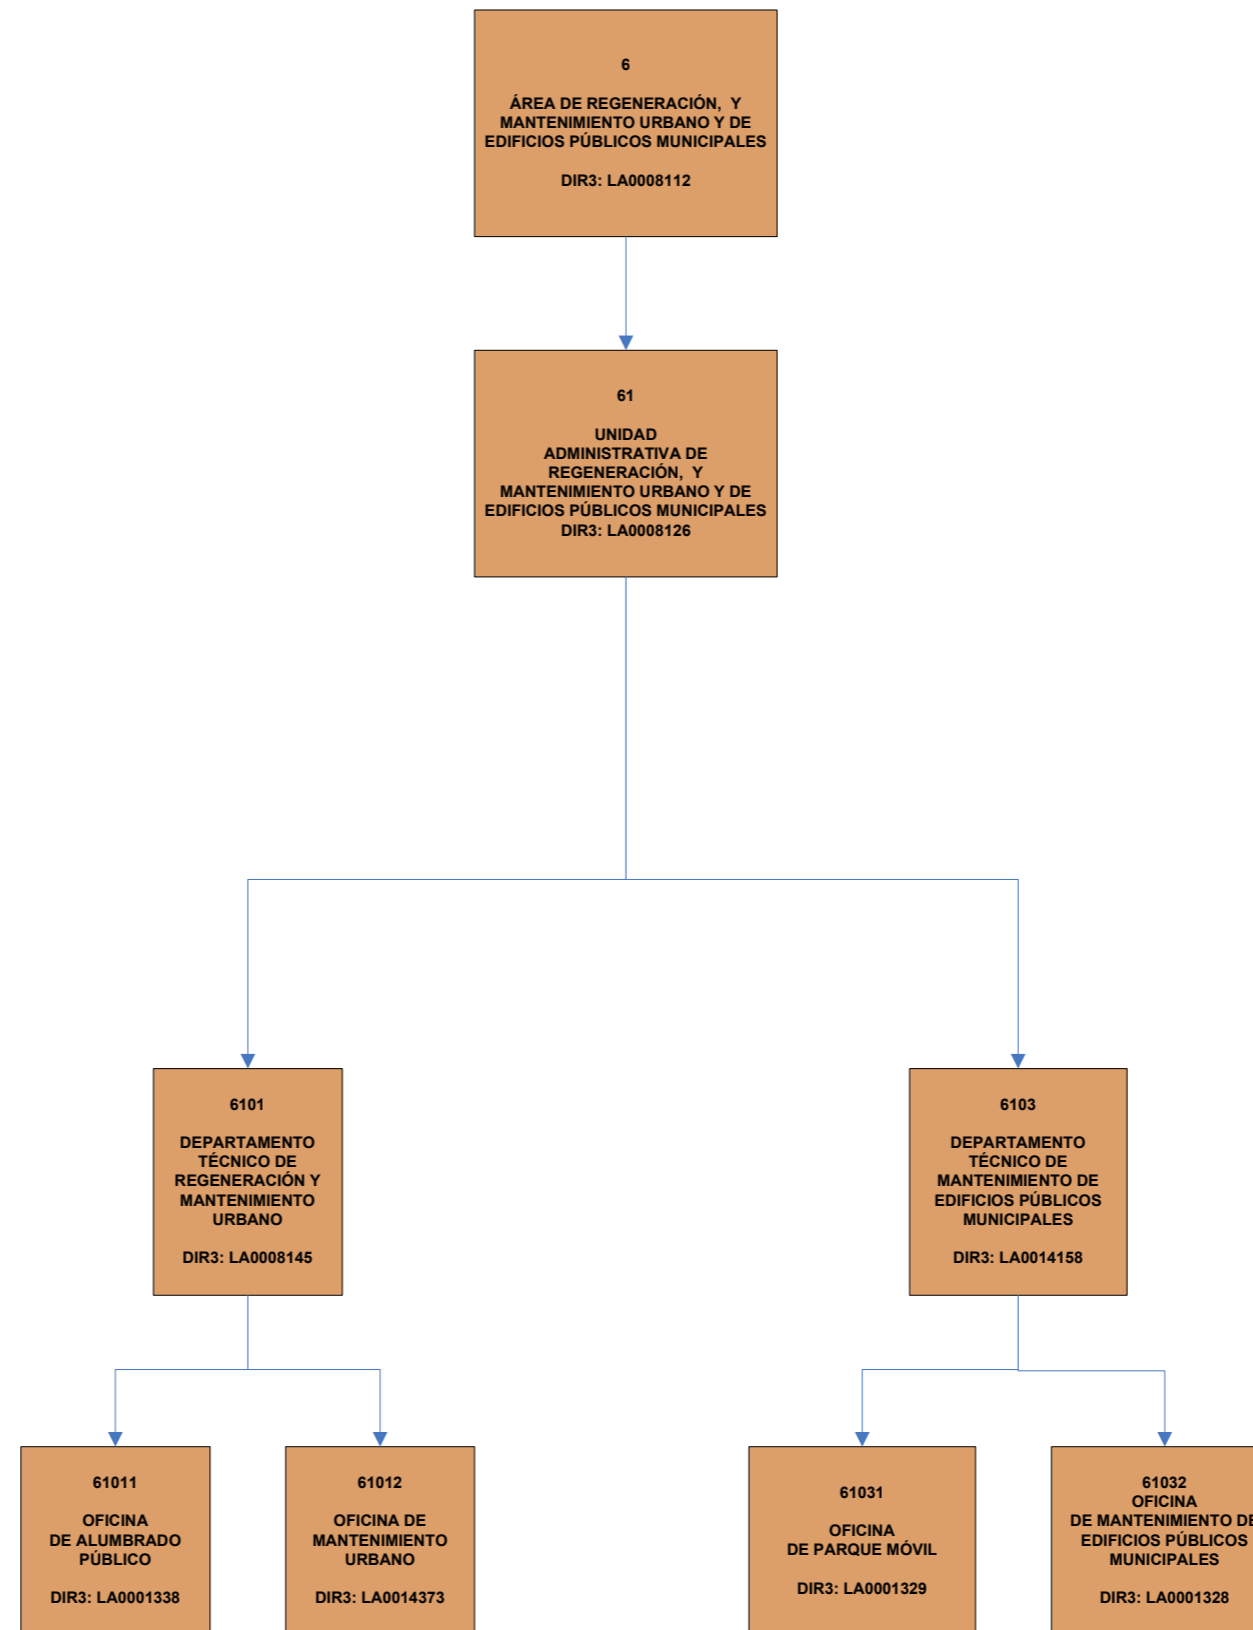 6
ÁREA DE REGENERACIÓN, Y
MANTENIMIENTO URBANO Y DE
EDIFICIOS PÚBLICOS MUNICIPALES
DIR3: LA0008112
61
UNIDAD
ADMINISTRATIVA DE
REGENERACIÓN, Y
MANTENIMIENTO URBANO Y DE
EDIFICIOS PÚBLICOS MUNICIPALES
DIR3: LA0008126
6101
DEPARTAMENTO
TÉCNICO DE
REGENERACIÓN Y
MANTENIMIENTO
URBANO
DIR3: LA0008145
6103
DEPARTAMENTO
TÉCNICO DE
MANTENIMIENTO DE
EDIFICIOS PÚBLICOS
MUNICIPALES
DIR3: LA0014158
61011
OFICINA
DE ALUMBRADO
PÚBLICO
DIR3: LA0001338
61012
OFICINA DE
MANTENIMIENTO
URBANO
DIR3: LA0014373
61031
OFICINA
DE PARQUE MÓVIL
DIR3: LA0001329
61032
OFICINA
DE MANTENIMIENTO DE
EDIFICIOS PÚBLICOS
MUNICIPALES
DIR3: LA0001328